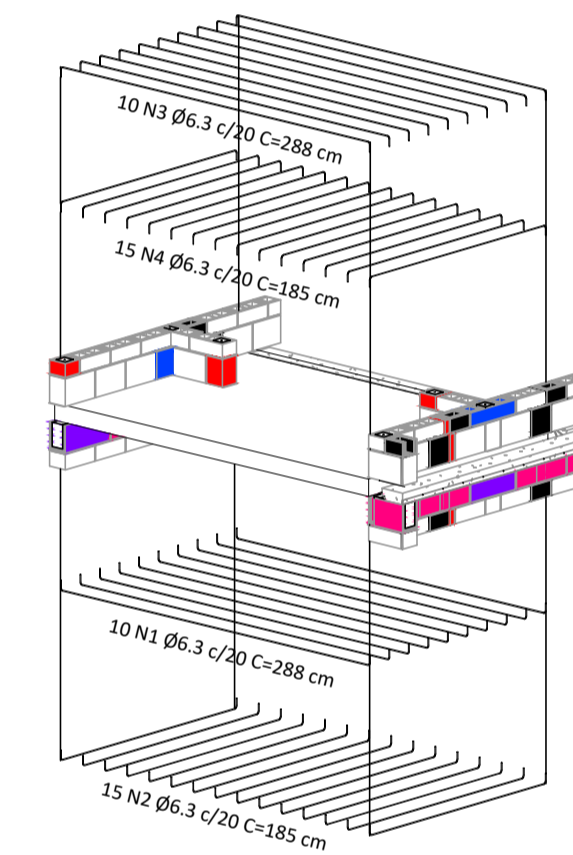 10 N3 Ø6.3 c/20 C=288 cm
15 N4 Ø6.3 c/20 C=185 cm
10 N1 Ø6.3 c/20 C=288 cm
15 N2 Ø6.3 c/20 C=185 cm